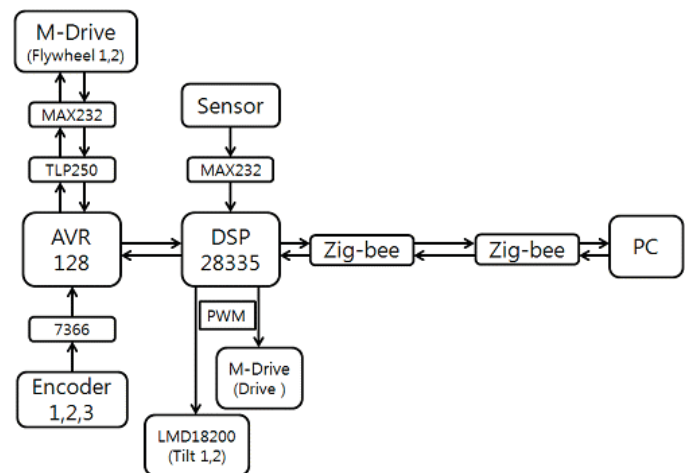 M-Drive
(Flywheel 1,2)
MAX232
Sensor
TLP250
MAX232
AVR
128
DSP
28335
Zig-bee
Zig-bee
PC
7366
PWM
Encoder
1,2,3
M-Drive
(Drive )
LMD18200
(Tilt 1,2)